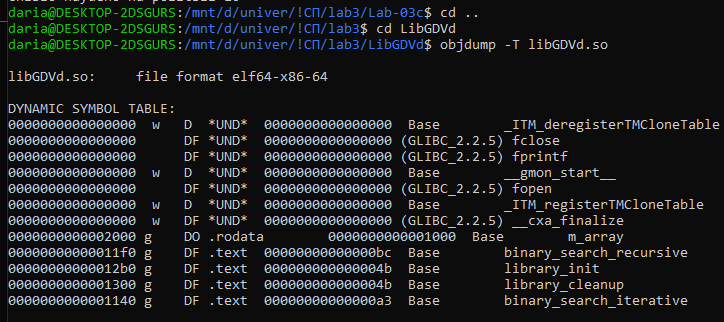 daria@DESKTOP-2DSGURS:/mnt/d/univer/!СП/lab3/Lab-03c$ cd ..
daria@DESKTOP-2DSGURS:/mnt/d/univer/!СП/lab3$ cd LibGDVd
daria@DESKTOP-2DSGURS:/mnt/d/univer/!СП/lab3/LibGDVd$ objdump -T libGDVd.so
libGDVd.so:     file format elf64-x86-64
DYNAMIC SYMBOL TABLE:
0000000000000000  w   D  *UND*  0000000000000000  Base        _ITM_deregisterTMCloneTable
0000000000000000      DF *UND*  0000000000000000 (GLIBC_2.2.5) fclose
0000000000000000      DF *UND*  0000000000000000 (GLIBC_2.2.5) fprintf
0000000000000000  w   D  *UND*  0000000000000000  Base        __gmon_start__
0000000000000000      DF *UND*  0000000000000000 (GLIBC_2.2.5) fopen
0000000000000000  w   D  *UND*  0000000000000000  Base        _ITM_registerTMCloneTable
0000000000000000  w   DF *UND*  0000000000000000 (GLIBC_2.2.5) __cxa_finalize
0000000000002000 g    DO .rodata        0000000000001000  Base        m_array
00000000000011f0 g    DF .text  00000000000000bc  Base        binary_search_recursive
00000000000012b0 g    DF .text  000000000000004b  Base        library_init
0000000000001300 g    DF .text  000000000000004b  Base        library_cleanup
0000000000001140 g    DF .text  00000000000000a3  Base        binary_search_iterative